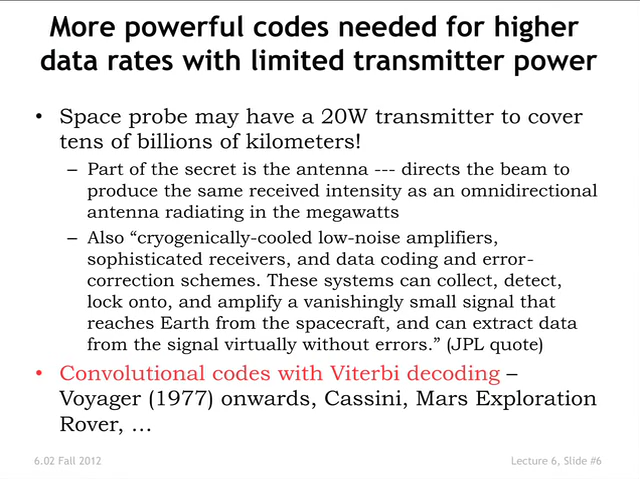 More powerful codes needed for higher
data rates with limited transmitter power
• Space probe may have a 20W transmitter to cover
tens of billions of kilometers!
– Part of the secret is the antenna --- directs the beam to
produce the same received intensity as an omnidirectional
antenna radiating in the megawatts
– Also “cryogenically-cooled low-noise amplifiers,
sophisticated receivers, and data coding and error-
correction schemes. These systems can collect, detect,
lock onto, and amplify a vanishingly small signal that
reaches Earth from the spacecraft, and can extract data
from the signal virtually without errors.” (JPL quote)
• Convolutional codes with Viterbi decoding –
Voyager (1977) onwards, Cassini, Mars Exploration
Rover, …
6.02 Fall 2012
Lecture 6, Slide #6